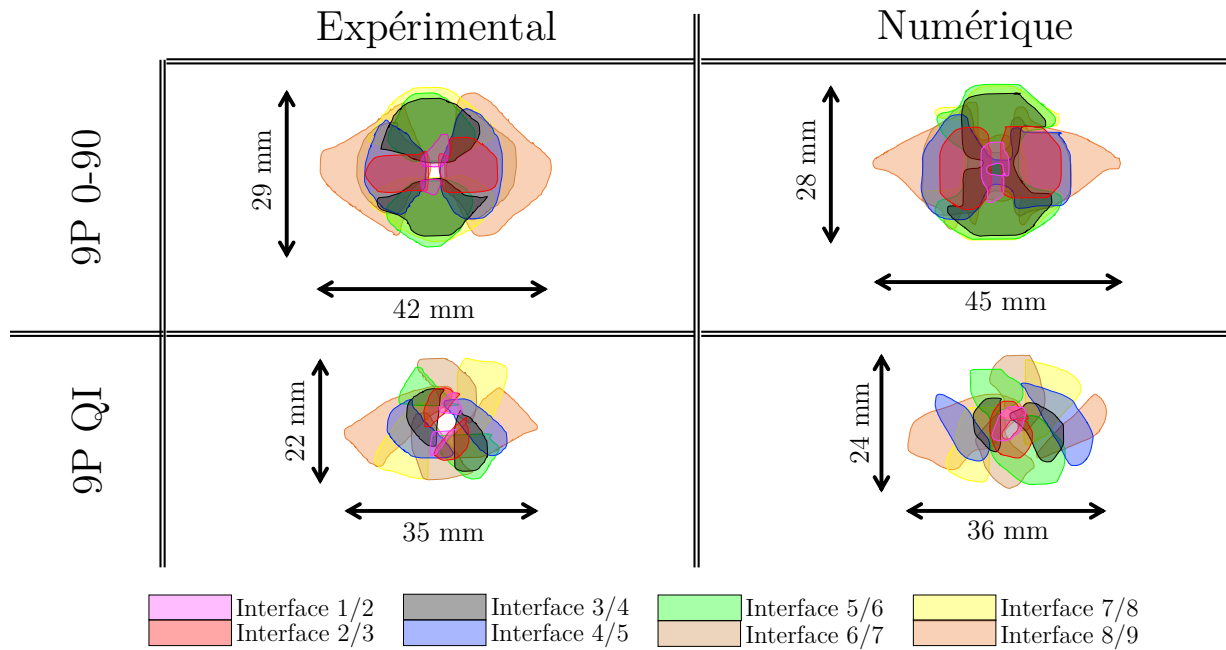 Expérimental
Numérique
9P 0-90
29 mm
42 mm
28 mm
45 mm
9P QI
22 mm
35 mm
24 mm
36 mm
Interface 1/2
Interface 3/4
Interface 5/6
Interface 7/8
Interface 2/3
Interface 4/5
Interface 6/7
Interface 8/9